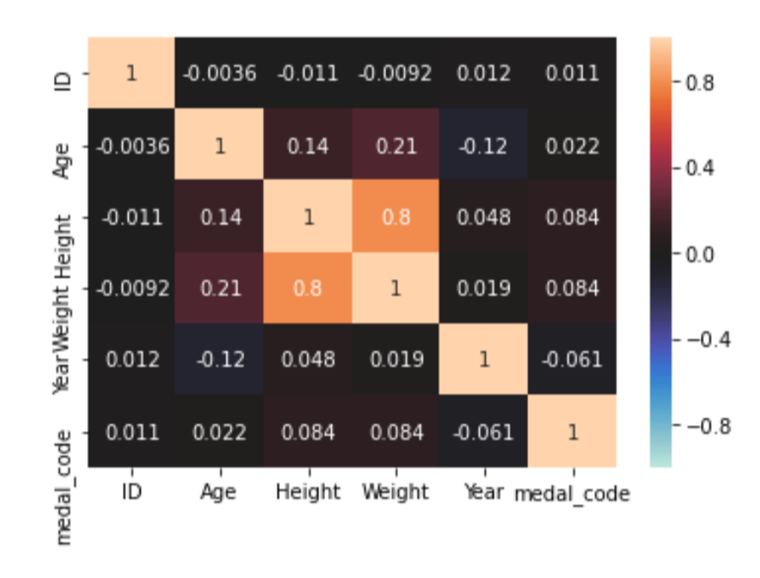 ID 1 -0.0036 -0.011 -0.0092 0.012 0.011
Age -0.0036 1 0.14 0.21 -0.12 0.022
Height -0.011 0.14 1 0.8 0.048 0.084
Weight -0.0092 0.21 0.8 1 0.019 0.084
Year 0.012 -0.12 0.048 0.019 1 -0.061
medal_code 0.011 0.022 0.084 0.084 -0.061 1
ID Age Height Weight Year medal_code
0.8
0.4
0.0
−0.4
−0.8